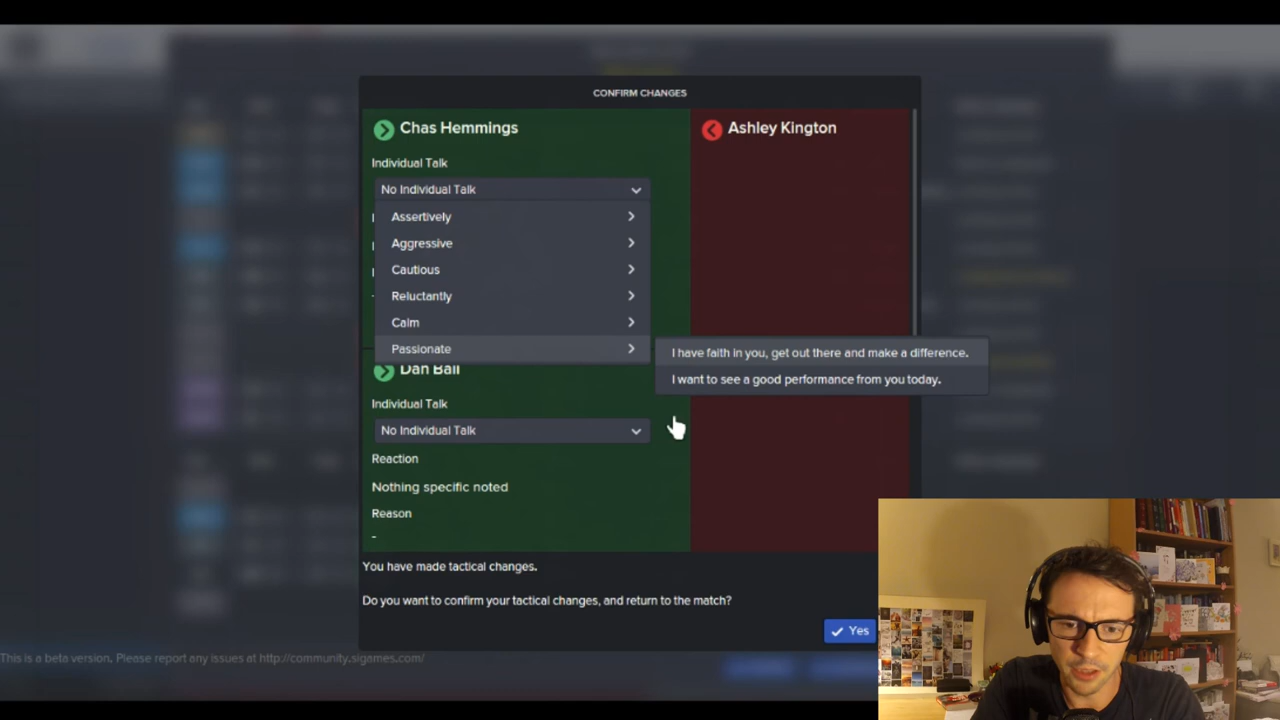 CONFIRM CHANGES
Chas Hemmings
Ashley Kington
Individual Talk
No Individual Talk
Assertively
Aggressive
Cautious
Reluctantly
Calm
Passionate
I have faith in you, get out there and make a difference.
I want to see a good performance from you today.
Dan Ball
Individual Talk
No Individual Talk
Reaction
Nothing specific noted
Reason
-
You have made tactical changes.
Do you want to confirm your tactical changes, and return to the match?
Yes
This is a beta version. Please report any issues at http://community.sigames.com/